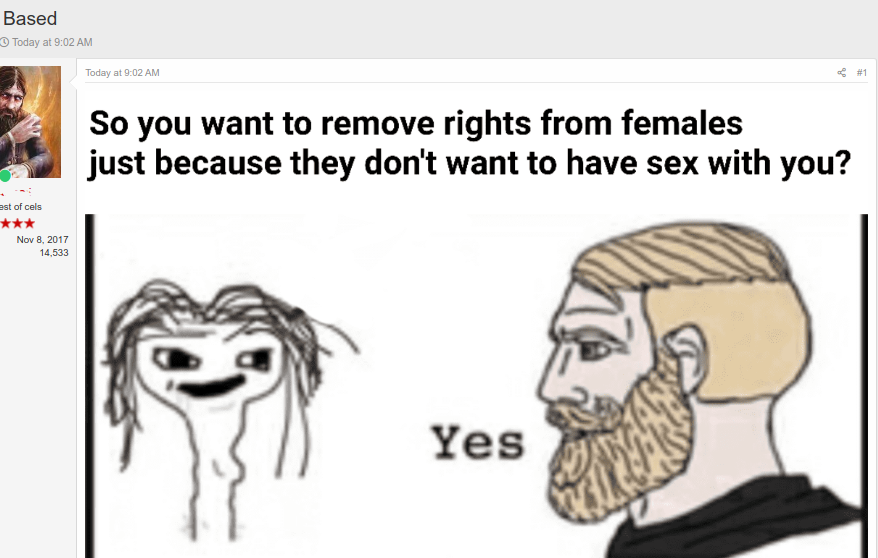 Based
Today at 9:02 AM
Today at 9:02 AM
#1
So you want to remove rights from females
just because they don't want to have sex with you?
est of cels
Nov 8, 2017
14,533
Yes